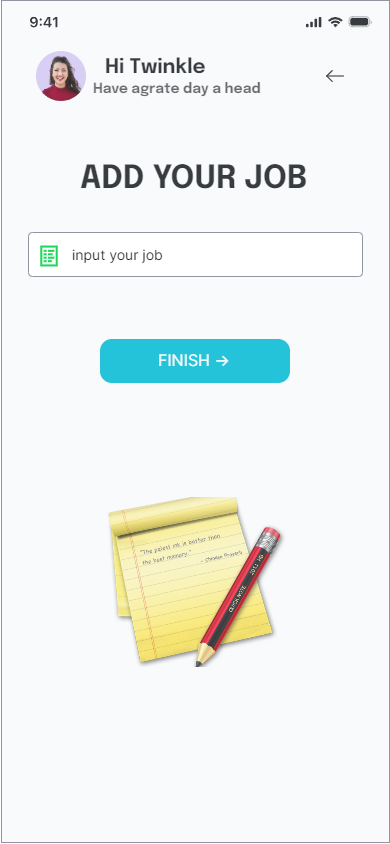 9:41
Hi Twinkle
Have agrate day a head
ADD YOUR JOB
input your job
FINISH →
"The palest ink is better than
the best memory."
- Chinese Proverb